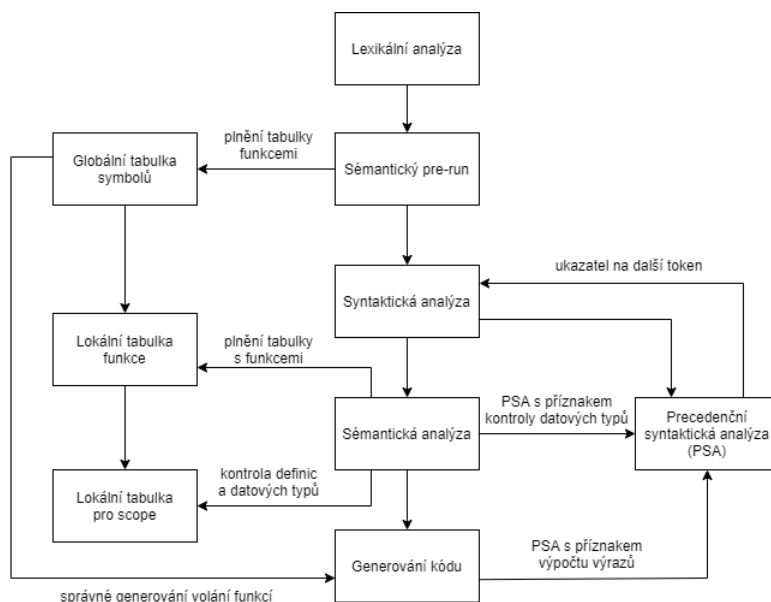 Lexikální analýza
plnění tabulky
funkcemi
Globální tabulka
symbolů
Sémantický pre-run
ukazatel na další token
Syntaktická analýza
Lokální tabulka
funkce
plnění tabulky
s funkcemi
PSA s příznakem
kontroly datových typů
Sémantická analýza
Precedenční
syntaktická analýza
(PSA)
kontrola definic
a datových typů
Lokální tabulka
pro scope
Generování kódu
PSA s příznakem
výpočtu výrazů
správné generování volání funkcí